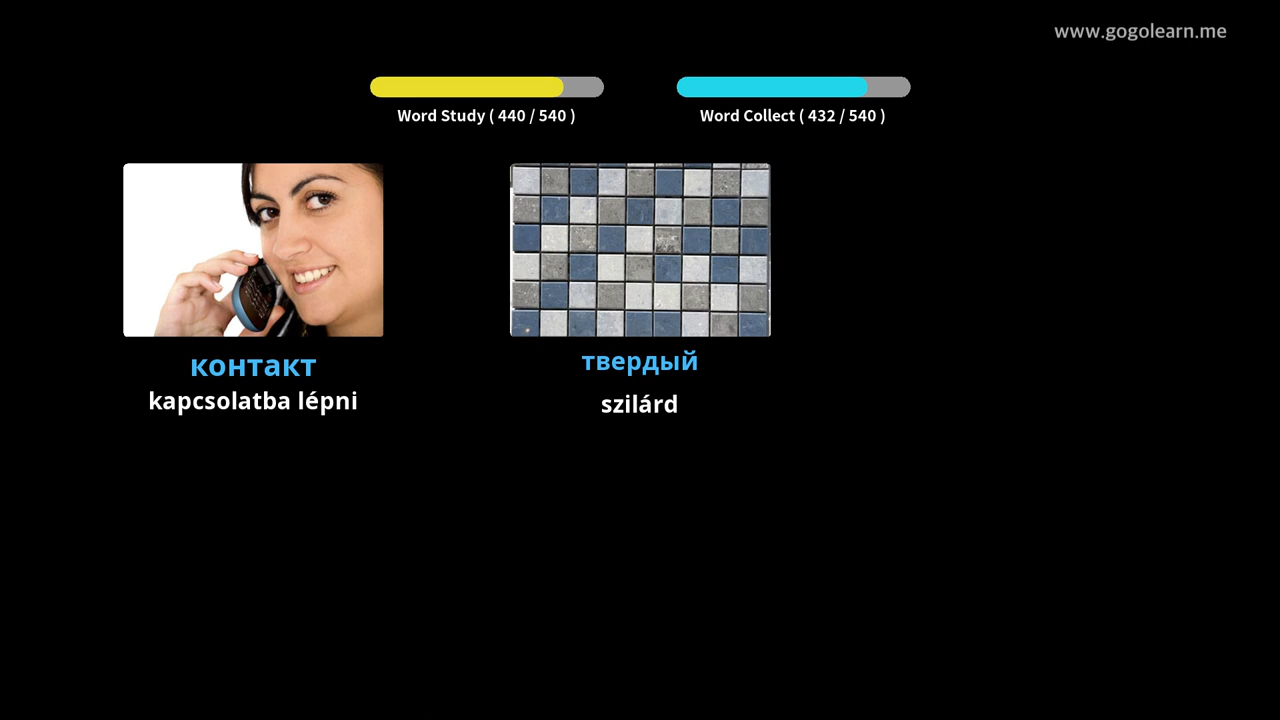 www.gogolearn.me
Word Study ( 440 / 540 )
Word Collect ( 432 / 540 )
контакт
kapcsolatba lépni
твердый
szilárd